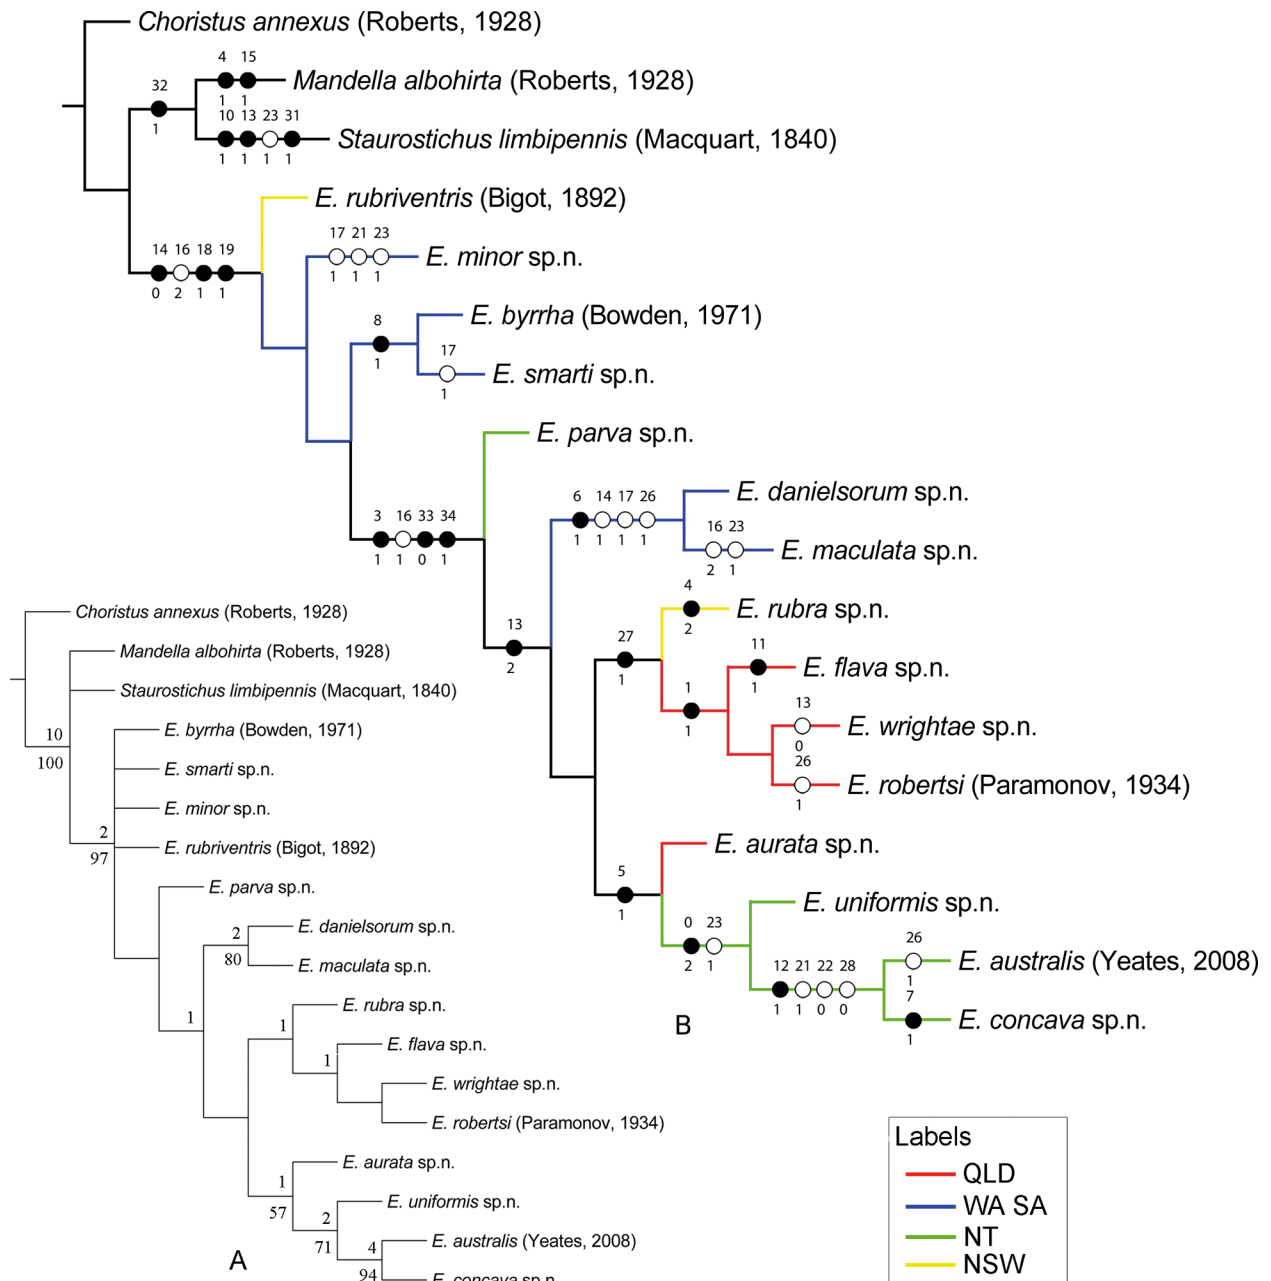 Choristus annexus (Roberts, 1928)
4 15
Mandella albohirta (Roberts, 1928)
1 1
32
1
10 13 23 31
Staurostichus limbipennis (Macquart, 1840)
1 1 1 1
E. rubriventris (Bigot, 1892)
14 16 18 19
0 2 1 1
17 21 23
E. minor sp.n.
1 1 1
E. byrrha (Bowden, 1971)
8
1
17
E. smarti sp.n.
1
E. parva sp.n.
3 16 33 34
1 1 0 1
E. danielsorum sp.n.
6 14 17 26
1 1 1 1
16 23
E. maculata sp.n.
2 1
13
2
4
E. rubra sp.n.
2
27
1
11
E. flava sp.n.
1
1
1
13
E. wrightae sp.n.
0
26
E. robertsi (Paramonov, 1934)
1
E. aurata sp.n.
5
1
E. uniformis sp.n.
0 23
2 1
26
E. australis (Yeates, 2008)
1
12 21 22 28
1 1 0 0
7
E. concava sp.n.
1
B
Choristus annexus (Roberts, 1928)
Mandella albohirta (Roberts, 1928)
Staurostichus limbipennis (Macquart, 1840)
10
100
E. byrrha (Bowden, 1971)
E. smarti sp.n.
E. minor sp.n.
2
97
E. rubriventris (Bigot, 1892)
E. parva sp.n.
E. danielsorum sp.n.
2
80
E. maculata sp.n.
1
E. rubra sp.n.
1
E. flava sp.n.
1
E. wrightae sp.n.
E. robertsi (Paramonov, 1934)
E. aurata sp.n.
1
57
E. uniformis sp.n.
2
71
E. australis (Yeates, 2008)
4
94
E. concava sp.n.
A
Labels
QLD
WA SA
NT
NSW